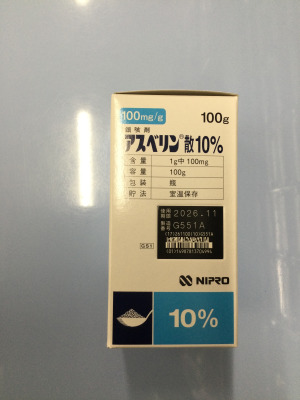 100mg/g
100g
鎮咳剤
アスベリン®散10%
含量 1g中 100mg
容量 100g
包装 瓶
貯法 室温保存
使用期限 2026.11
製造番号 G551A
G51
NIPRO
10%